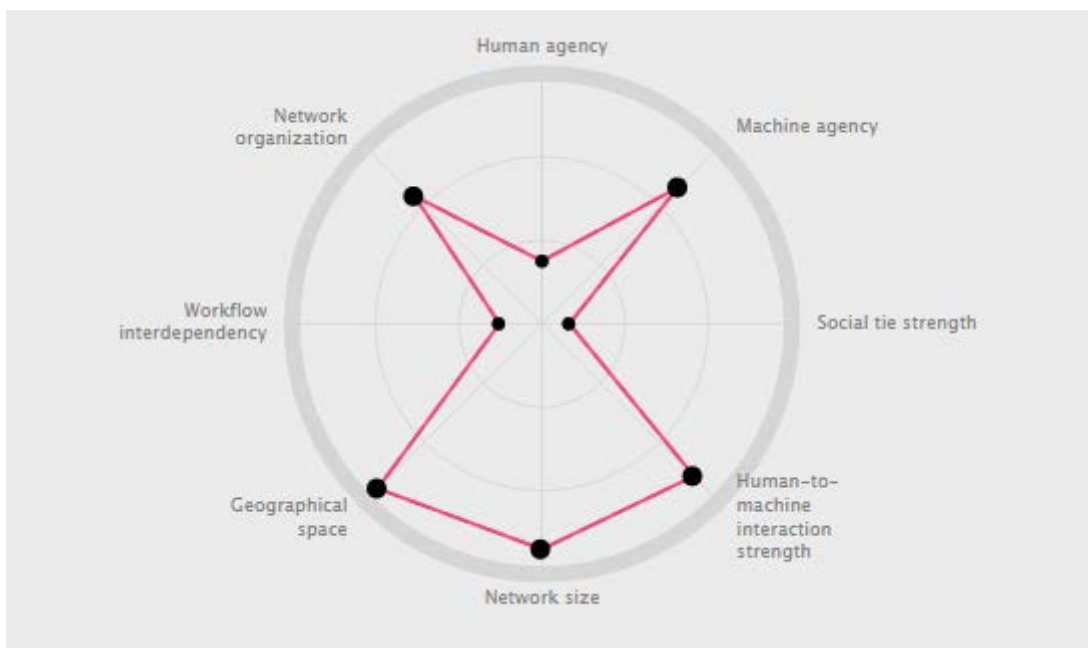 Human agency
Network
organization
Machine agency
Workflow
interdependency
Social tie strength
Geographical
space
Human-to-
machine
interaction
strength
Network size